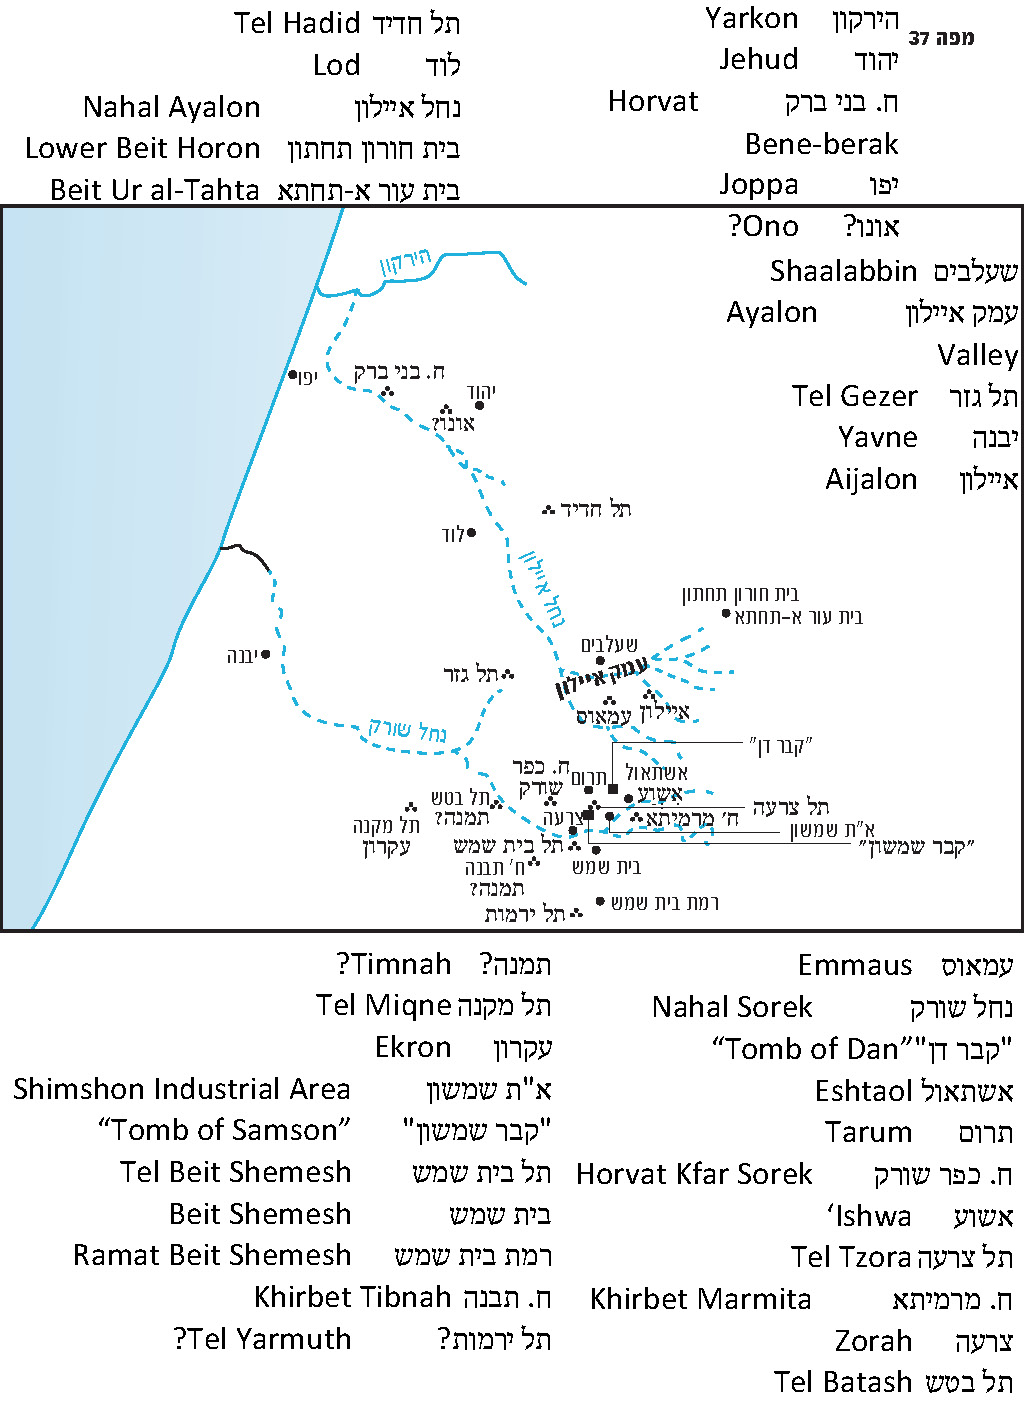 מפה 37
Yarkon הירקון
Jehud יהוד
Horvat ח. בני ברק
Bene-berak
Joppa יפו
?Ono אונו?
Shaalabbin שעלבים
Ayalon עמק איילון
Valley
Tel Gezer תל גזר
Yavne יבנה
Aijalon איילון
Tel Hadid תל חדיד
Lod לוד
Nahal Ayalon נחל איילון
Lower Beit Horon בית חורון תחתון
Beit Ur al-Tahta בית עור א-תחתא
הירקון
יפו
ח. בני ברק
יהוד
אונו?
תל חדיד
לוד
נחל איילון
בית חורון תחתון
בית עור א-תחתא
שעלבים
עמק איילון
יבנה
תל גזר
איילון
עמאוס
נחל שורק
"קבר דן"
אשתאול
אשוע
תרום
ח. כפר
שורק
תל בטש
תמנה?
תל מקנה
עקרון
צרעה
תל צרעה
ח' מרמיתא
א"ת שמשון
"קבר שמשון"
תל בית שמש
בית שמש
ח' תבנה
תמנה?
רמת בית שמש
תל ירמות
Emmaus עמאוס
Nahal Sorek נחל שורק
“Tomb of Dan” "קבר דן"
Eshtaol אשתאול
Tarum תרום
Horvat Kfar Sorek ח. כפר שורק
‘Ishwa אשוע
Tel Tzora תל צרעה
Khirbet Marmita ח. מרמיתא
Zorah צרעה
Tel Batash תל בטש
?Timnah תמנה?
Tel Miqne תל מקנה
Ekron עקרון
Shimshon Industrial Area א"ת שמשון
“Tomb of Samson” "קבר שמשון"
Tel Beit Shemesh תל בית שמש
Beit Shemesh בית שמש
Ramat Beit Shemesh רמת בית שמש
Khirbet Tibnah ח. תבנה
?Tel Yarmuth תל ירמות?